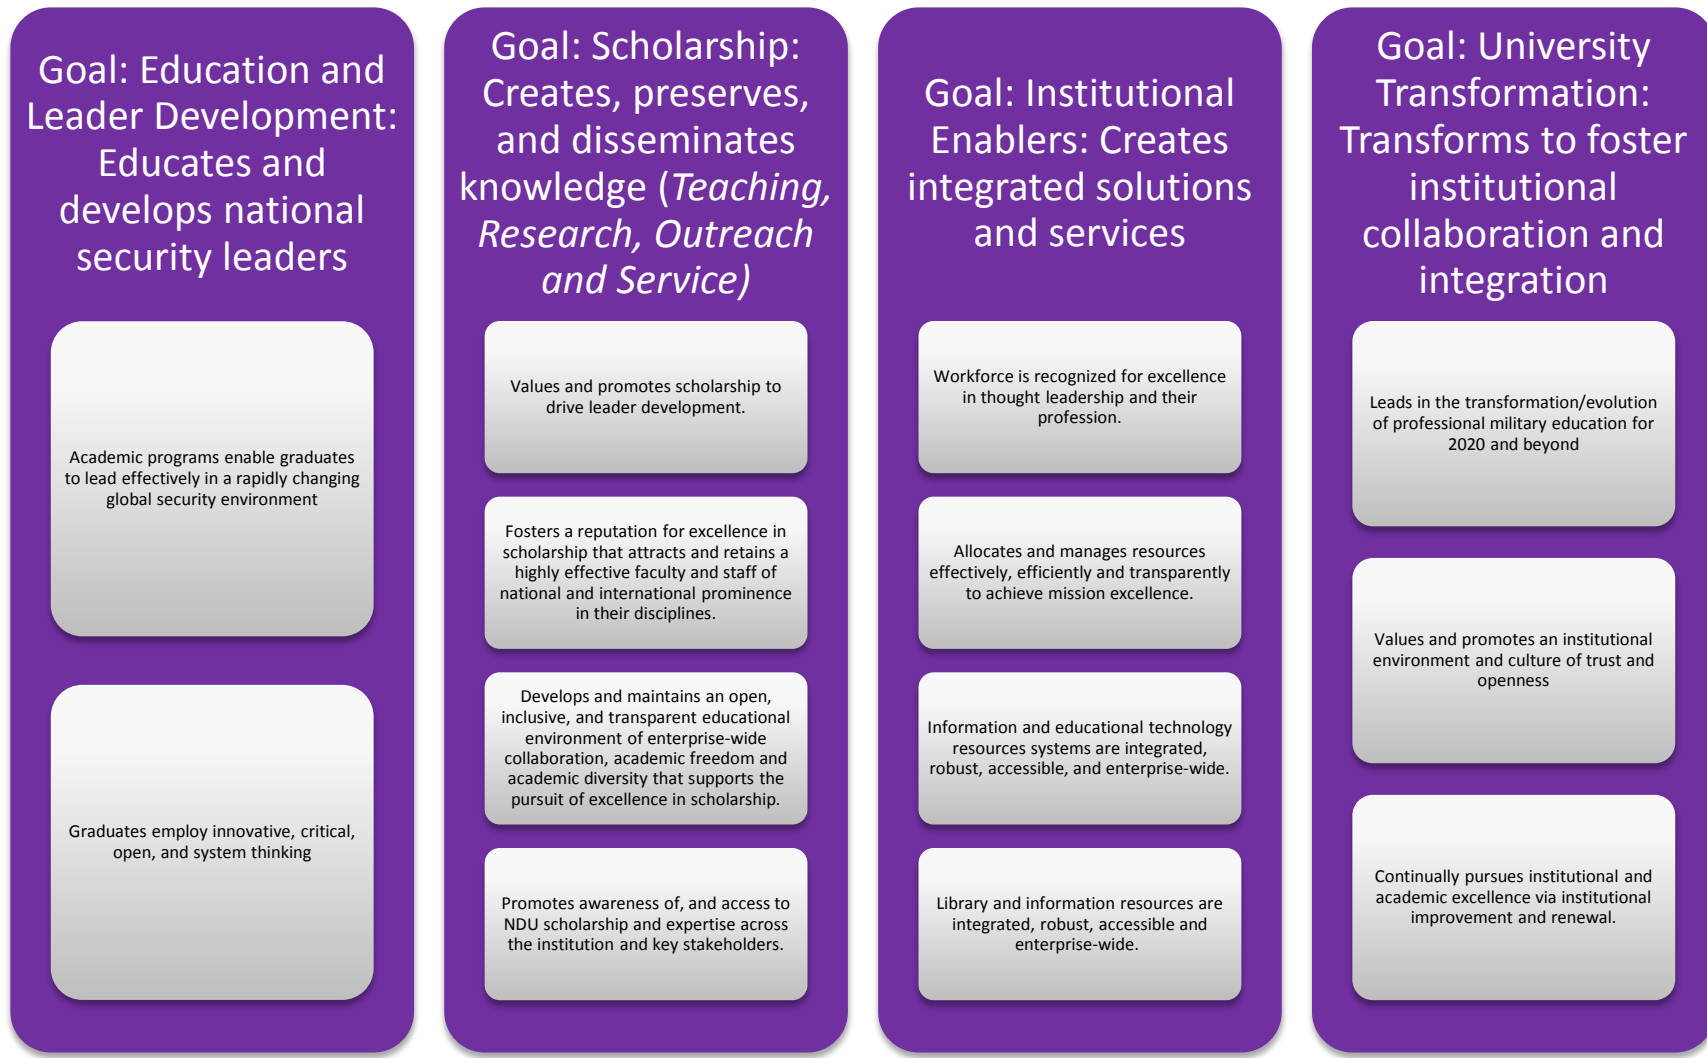 Goal: Education and
Leader Development:
Educates and
develops national
security leaders
Academic programs enable graduates
to lead effectively in a rapidly changing
global security environment
Graduates employ innovative, critical,
open, and system thinking
Goal: Scholarship:
Creates, preserves,
and disseminates
knowledge (Teaching,
Research, Outreach
and Service)
Values and promotes scholarship to
drive leader development.
Fosters a reputation for excellence in
scholarship that attracts and retains a
highly effective faculty and staff of
national and international prominence
in their disciplines.
Develops and maintains an open,
inclusive, and transparent educational
environment of enterprise-wide
collaboration, academic freedom and
academic diversity that supports the
pursuit of excellence in scholarship.
Promotes awareness of, and access to
NDU scholarship and expertise across
the institution and key stakeholders.
Goal: Institutional
Enablers: Creates
integrated solutions
and services
Workforce is recognized for excellence
in thought leadership and their
profession.
Allocates and manages resources
effectively, efficiently and transparently
to achieve mission excellence.
Information and educational technology
resources systems are integrated,
robust, accessible, and enterprise-wide.
Library and information resources are
integrated, robust, accessible and
enterprise-wide.
Goal: University
Transformation:
Transforms to foster
institutional
collaboration and
integration
Leads in the transformation/evolution
of professional military education for
2020 and beyond
Values and promotes an institutional
environment and culture of trust and
openness
Continually pursues institutional and
academic excellence via institutional
improvement and renewal.